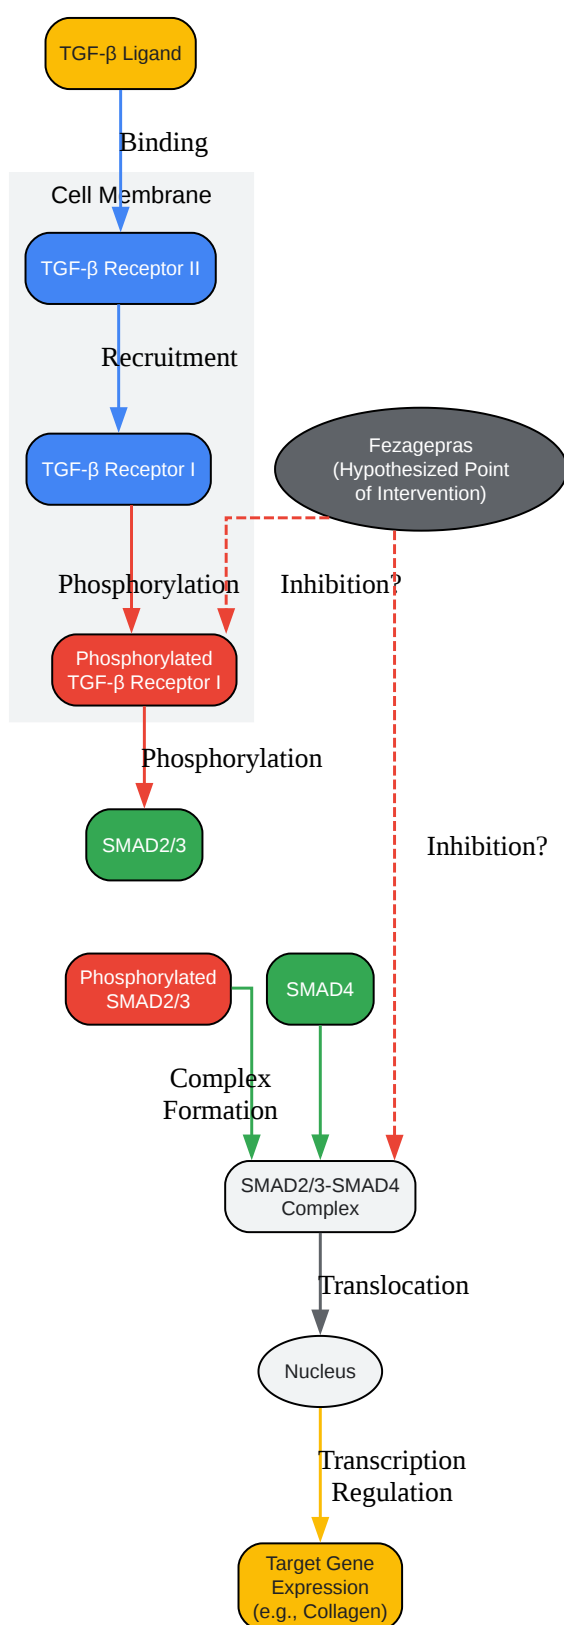 TGF-β Ligand
Binding
Cell Membrane
TGF-β Receptor II
Recruitment
TGF-β Receptor I
Fezagepras
(Hypothesized Point
of Intervention)
Phosphorylation
Inhibition?
Phosphorylated
TGF-β Receptor I
Phosphorylation
SMAD2/3
Inhibition?
Phosphorylated
SMAD2/3
SMAD4
Complex
Formation
SMAD2/3-SMAD4
Complex
Translocation
Nucleus
Transcription
Regulation
Target Gene
Expression
(e.g., Collagen)